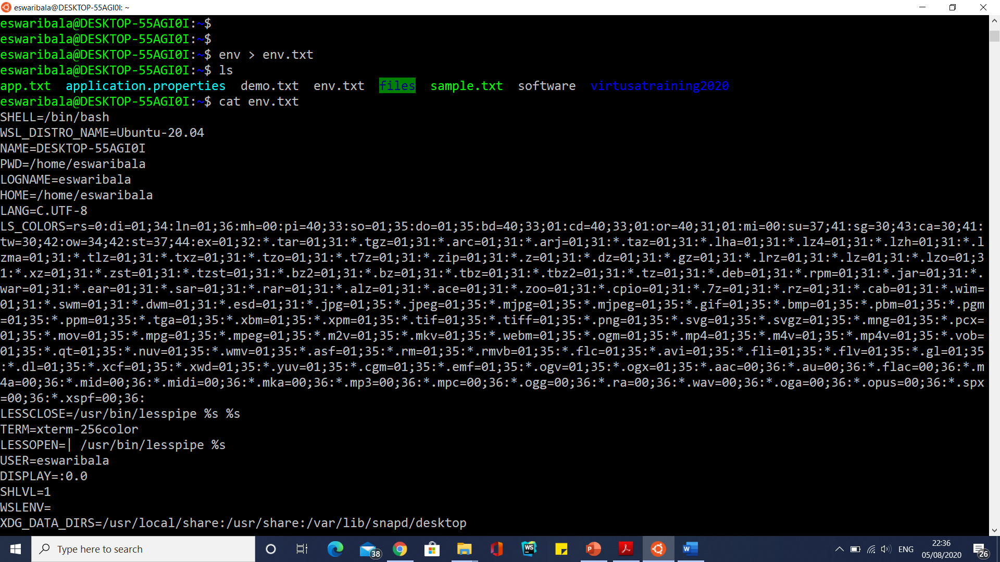 eswaribala@DESKTOP-55AGI0I: ~
eswaribala@DESKTOP-55AGI0I:~$
eswaribala@DESKTOP-55AGI0I:~$
eswaribala@DESKTOP-55AGI0I:~$ env > env.txt
eswaribala@DESKTOP-55AGI0I:~$ ls
app.txt  application.properties  demo.txt  env.txt  files  sample.txt  software  virtusatraining2020
eswaribala@DESKTOP-55AGI0I:~$ cat env.txt
SHELL=/bin/bash
WSL_DISTRO_NAME=Ubuntu-20.04
NAME=DESKTOP-55AGI0I
PWD=/home/eswaribala
LOGNAME=eswaribala
HOME=/home/eswaribala
LANG=C.UTF-8
LS_COLORS=rs=0:di=01;34:ln=01;36:mh=00:pi=40;33:so=01;35:do=01;35:bd=40;33;01:cd=40;33;01:or=40;31;01:mi=00:su=37;41:sg=30;43:ca=30;41:
tw=30;42:ow=34;42:st=37;44:ex=01;32:*.tar=01;31:*.tgz=01;31:*.arc=01;31:*.arj=01;31:*.taz=01;31:*.lha=01;31:*.lz4=01;31:*.lzh=01;31:*.l
zma=01;31:*.tlz=01;31:*.txz=01;31:*.tzo=01;31:*.t7z=01;31:*.zip=01;31:*.z=01;31:*.dz=01;31:*.gz=01;31:*.lrz=01;31:*.lz=01;31:*.lzo=01;3
1:*.xz=01;31:*.zst=01;31:*.tzst=01;31:*.bz2=01;31:*.bz=01;31:*.tbz=01;31:*.tbz2=01;31:*.tz=01;31:*.deb=01;31:*.rpm=01;31:*.jar=01;31:*.
war=01;31:*.ear=01;31:*.sar=01;31:*.rar=01;31:*.alz=01;31:*.ace=01;31:*.zoo=01;31:*.cpio=01;31:*.7z=01;31:*.rz=01;31:*.cab=01;31:*.wim=
01;31:*.swm=01;31:*.dwm=01;31:*.esd=01;31:*.jpg=01;35:*.jpeg=01;35:*.mjpg=01;35:*.mjpeg=01;35:*.gif=01;35:*.bmp=01;35:*.pbm=01;35:*.pgm
=01;35:*.ppm=01;35:*.tga=01;35:*.xbm=01;35:*.xpm=01;35:*.tif=01;35:*.tiff=01;35:*.png=01;35:*.svg=01;35:*.svgz=01;35:*.mng=01;35:*.pcx=
01;35:*.mov=01;35:*.mpg=01;35:*.mpeg=01;35:*.m2v=01;35:*.mkv=01;35:*.webm=01;35:*.ogm=01;35:*.mp4=01;35:*.m4v=01;35:*.mp4v=01;35:*.vob=
01;35:*.qt=01;35:*.nuv=01;35:*.wmv=01;35:*.asf=01;35:*.rm=01;35:*.rmvb=01;35:*.flc=01;35:*.avi=01;35:*.fli=01;35:*.flv=01;35:*.gl=01;35
:*.dl=01;35:*.xcf=01;35:*.xwd=01;35:*.yuv=01;35:*.cgm=01;35:*.emf=01;35:*.ogv=01;35:*.ogx=01;35:*.aac=00;36:*.au=00;36:*.flac=00;36:*.m
4a=00;36:*.mid=00;36:*.midi=00;36:*.mka=00;36:*.mp3=00;36:*.mpc=00;36:*.ogg=00;36:*.ra=00;36:*.wav=00;36:*.oga=00;36:*.opus=00;36:*.spx
=00;36:*.xspf=00;36:
LESSCLOSE=/usr/bin/lesspipe %s %s
TERM=xterm-256color
LESSOPEN=| /usr/bin/lesspipe %s
USER=eswaribala
DISPLAY=:0.0
SHLVL=1
WSLENV=
XDG_DATA_DIRS=/usr/local/share:/usr/share:/var/lib/snapd/desktop
Type here to search
38
WS
P
W
ENG
22:36
05/08/2020
26